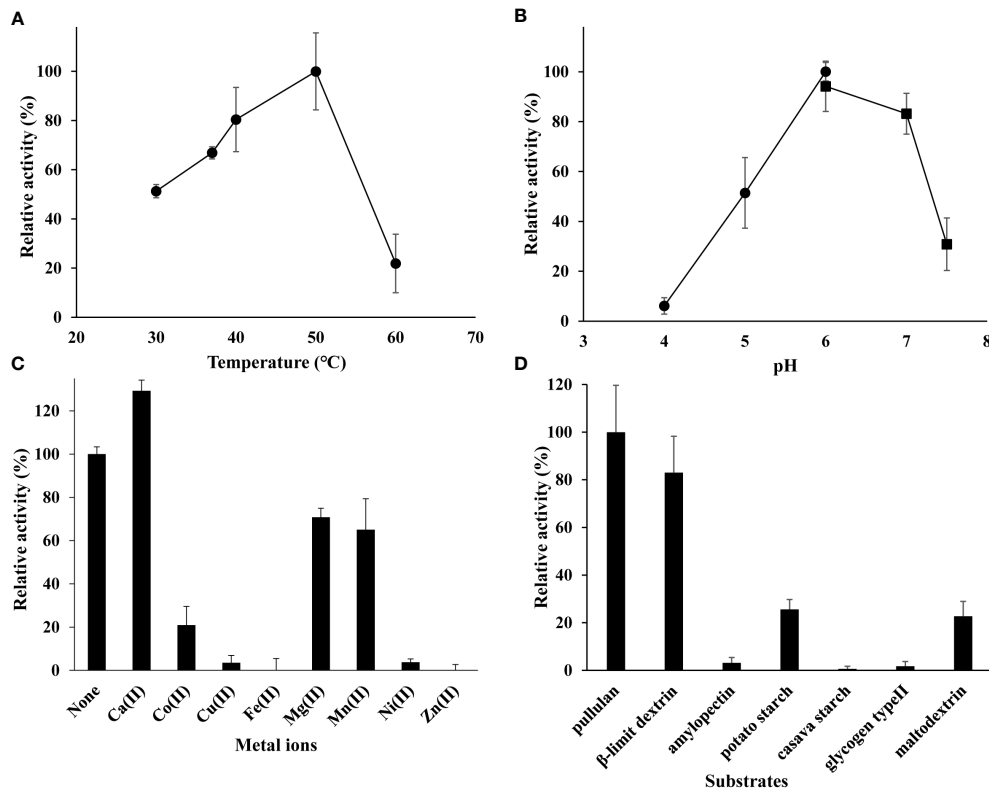 A
Relative activity (%)
100
80
60
40
20
0
20
30
40
50
60
70
Temperature (°C)
B
Relative activity (%)
100
80
60
40
20
0
3
4
5
6
7
8
pH
C
Relative activity (%)
120
100
80
60
40
20
0
None
Ca(II)
Co(II)
Cu(II)
Fe(II)
Mg(II)
Mn(II)
Ni(II)
Zn(II)
Metal ions
D
Relative activity (%)
120
100
80
60
40
20
0
pullulan
β-limit dextrin
amylopectin
potato starch
casava starch
glycogen typeII
maltodextrin
Substrates